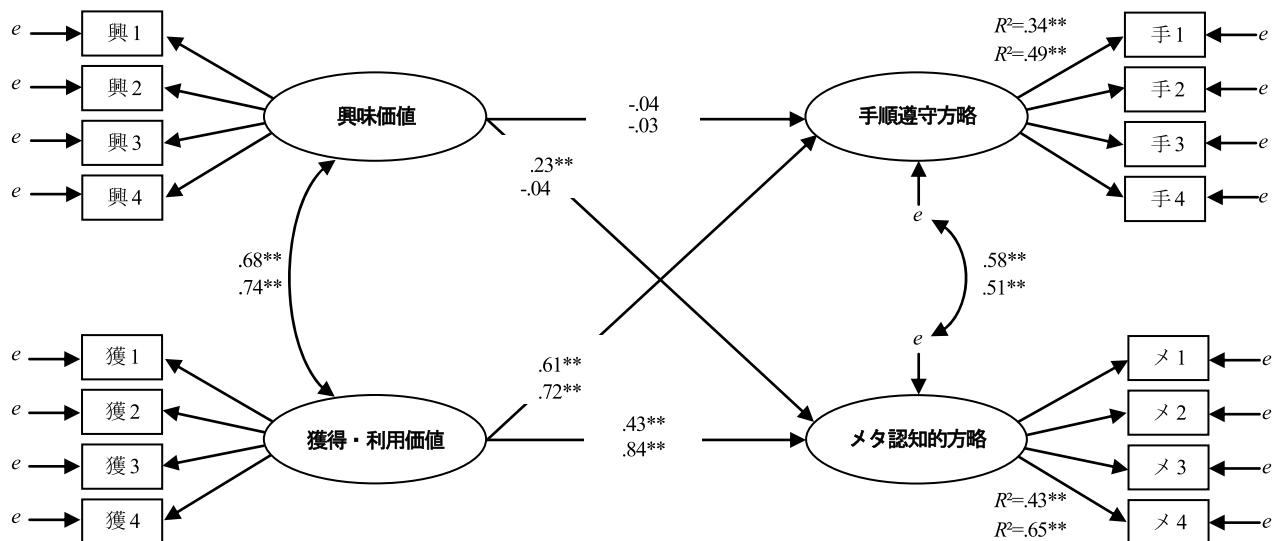 e
興1
e
興2
e
興3
e
興4
興味価値
-.04
-.03
.23**
-.04
手順遵守方略
R²=.34**
R²=.49**
手1
e
手2
e
手3
e
手4
e
.68**
.74**
e
.58**
.51**
e
e
獲1
e
獲2
e
獲3
e
獲4
獲得・利用価値
.61**
.72**
.43**
.84**
メタ認知的方略
メ1
e
メ2
e
メ3
e
R²=.43**
R²=.65**
メ4
e